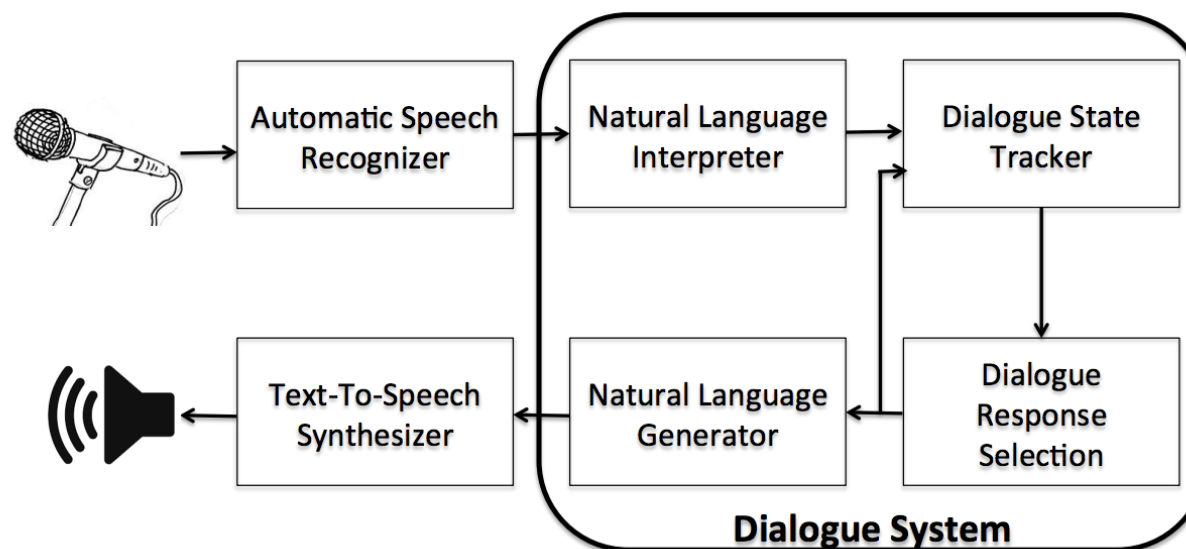 Automatic Speech
Recognizer
Natural Language
Interpreter
Dialogue State
Tracker
Text-To-Speech
Synthesizer
Natural Language
Generator
Dialogue
Response
Selection
Dialogue System